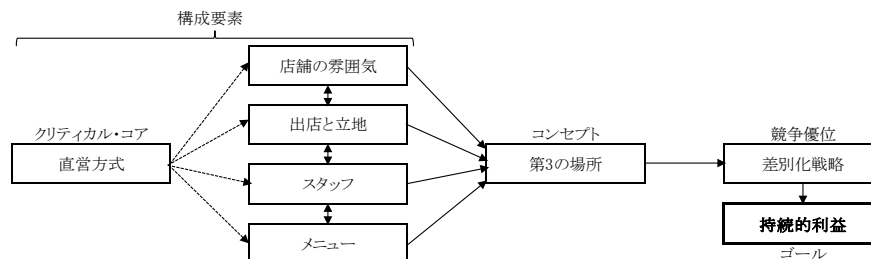 構成要素
店舗の雰囲気
出店と立地
クリティカル・コア
コンセプト
競争優位
直営方式
スタッフ
第3の場所
差別化戦略
持続的利益
メニュー
ゴール